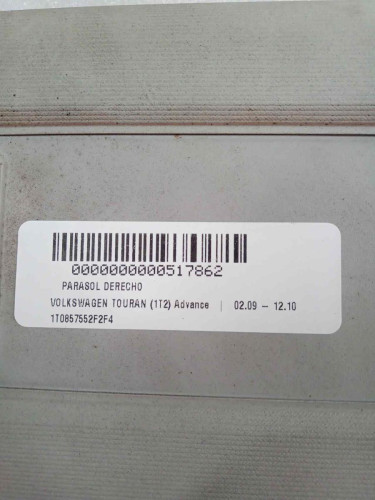 0000000000517862
PARASOL DERECHO
VOLKSWAGEN TOURAN (1T2) Advance | 02.09 – 12.10
1T0857552F2F4